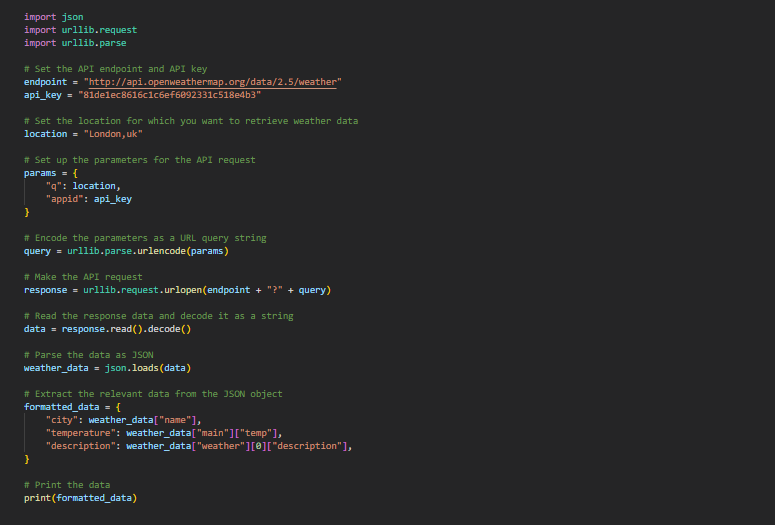 import json
import urllib.request
import urllib.parse
# Set the API endpoint and API key
endpoint = "http://api.openweathermap.org/data/2.5/weather"
api_key = "81de1ec8616c1c6ef6092331c518e4b3"
# Set the location for which you want to retrieve weather data
location = "London,uk"
# Set up the parameters for the API request
params = {
    "q": location,
    "appid": api_key
}
# Encode the parameters as a URL query string
query = urllib.parse.urlencode(params)
# Make the API request
response = urllib.request.urlopen(endpoint + "?" + query)
# Read the response data and decode it as a string
data = response.read().decode()
# Parse the data as JSON
weather_data = json.loads(data)
# Extract the relevant data from the JSON object
formatted_data = {
    "city": weather_data["name"],
    "temperature": weather_data["main"]["temp"],
    "description": weather_data["weather"][0]["description"],
}
# Print the data
print(formatted_data)